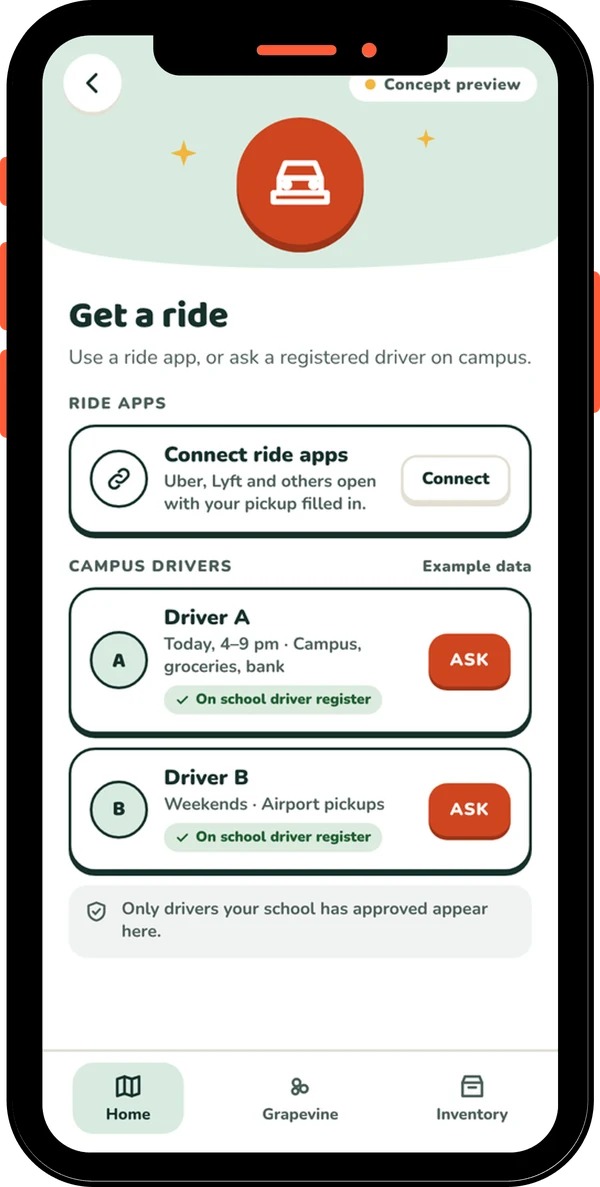 Concept preview
Get a ride
Use a ride app, or ask a registered driver on campus.
RIDE APPS
Connect ride apps
Uber, Lyft and others open
with your pickup filled in.
Connect
CAMPUS DRIVERS
Example data
A
Driver A
Today, 4–9 pm · Campus,
groceries, bank
On school driver register
ASK
B
Driver B
Weekends · Airport pickups
On school driver register
ASK
Only drivers your school has approved appear
here.
Home
Grapevine
Inventory